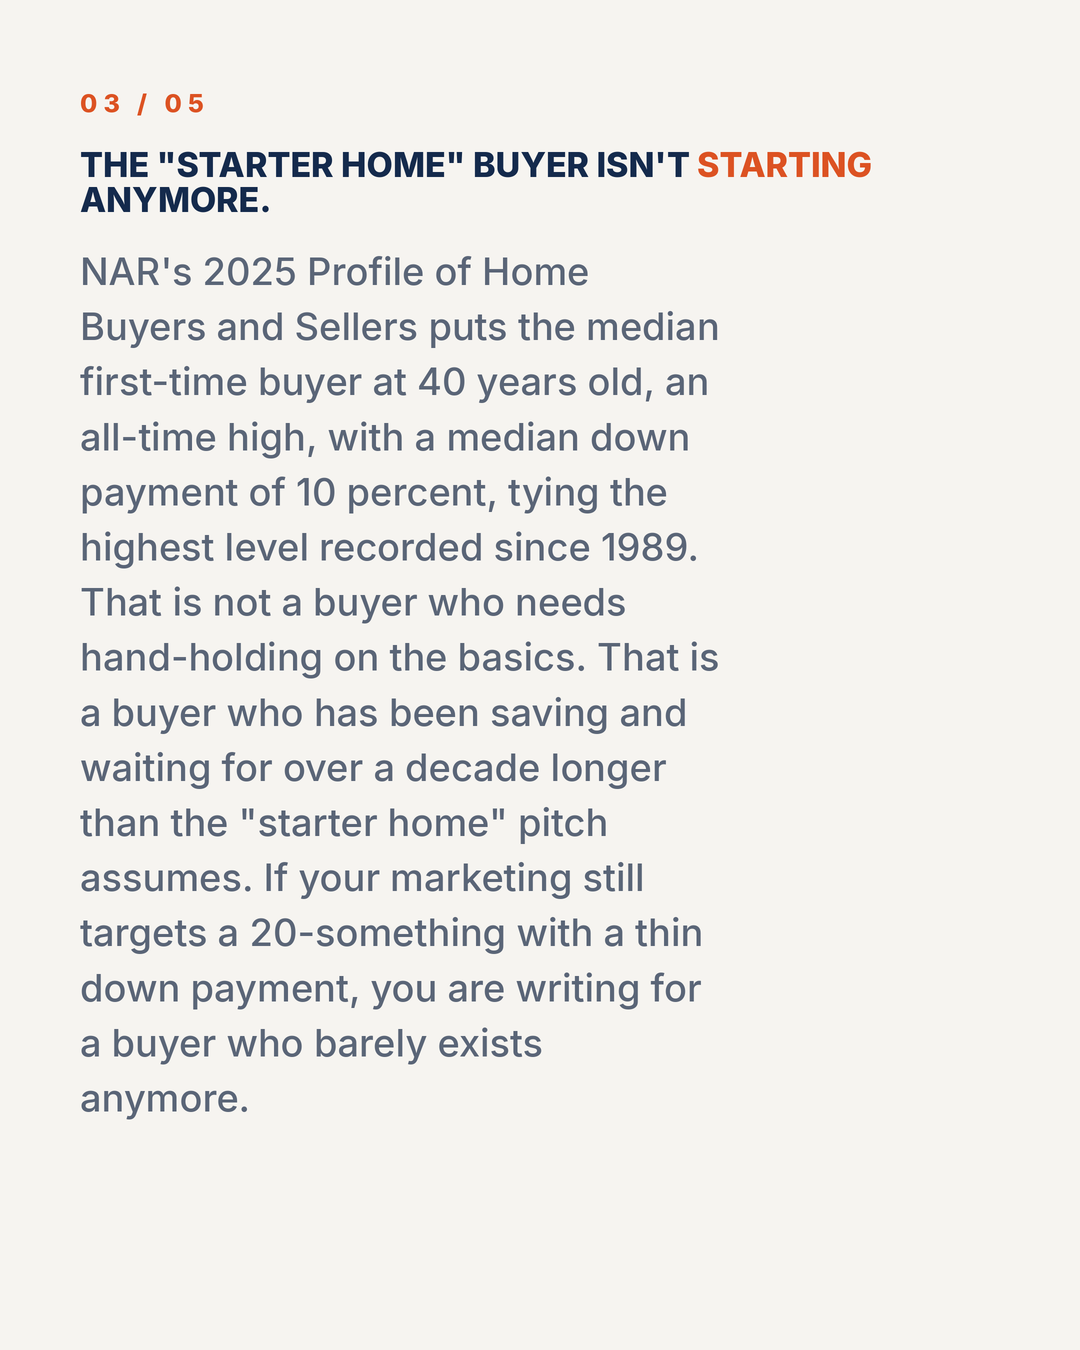 03 / 05
THE "STARTER HOME" BUYER ISN'T STARTING
ANYMORE.
NAR's 2025 Profile of Home
Buyers and Sellers puts the median
first-time buyer at 40 years old, an
all-time high, with a median down
payment of 10 percent, tying the
highest level recorded since 1989.
That is not a buyer who needs
hand-holding on the basics. That is
a buyer who has been saving and
waiting for over a decade longer
than the "starter home" pitch
assumes. If your marketing still
targets a 20-something with a thin
down payment, you are writing for
a buyer who barely exists
anymore.